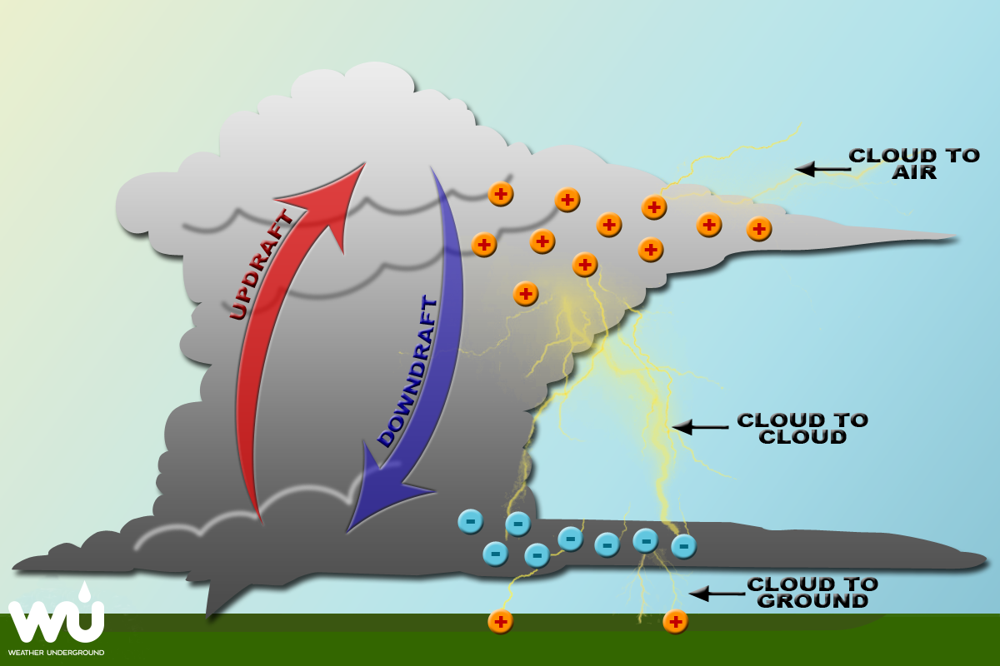 CLOUD TO
AIR
UPDRAFT
DOWNDRAFT
CLOUD TO
CLOUD
CLOUD TO
GROUND
WU
WEATHER UNDERGROUND